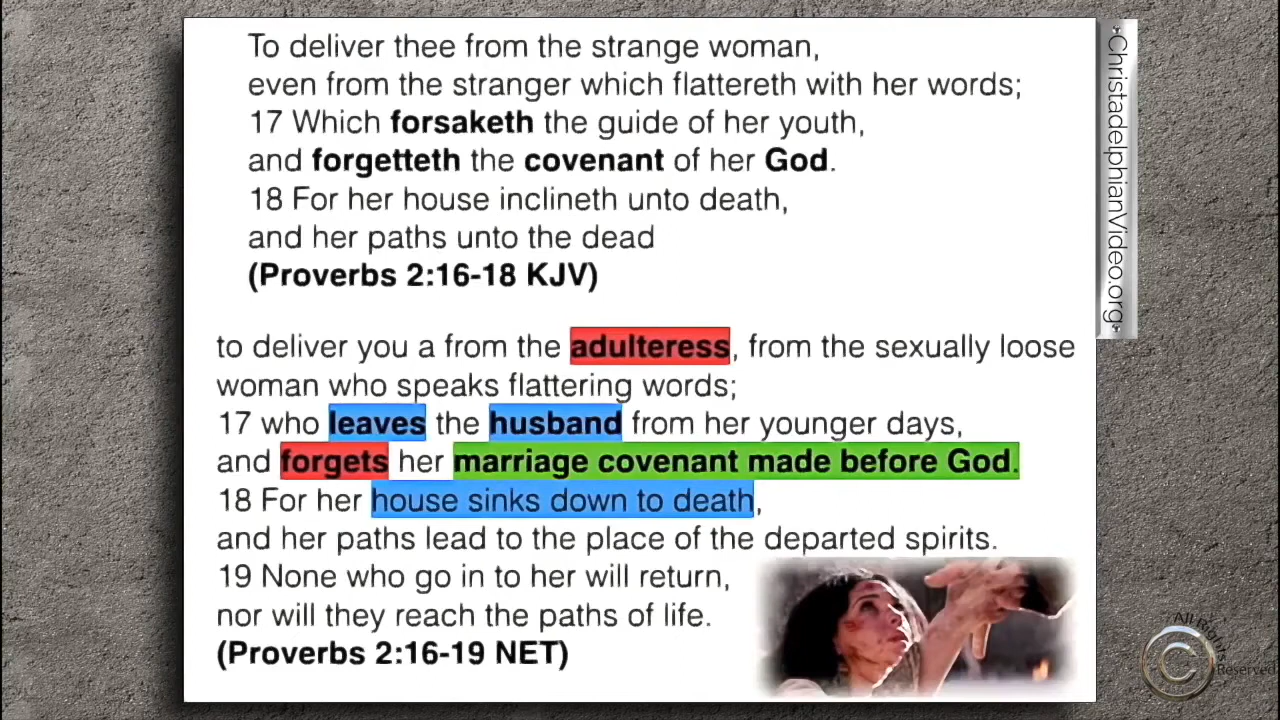 To deliver thee from the strange woman,
even from the stranger which flattereth with her words;
17 Which forsaketh the guide of her youth,
and forgetteth the covenant of her God.
18 For her house inclineth unto death,
and her paths unto the dead
(Proverbs 2:16-18 KJV)
to deliver you a from the adulteress, from the sexually loose
woman who speaks flattering words;
17 who leaves the husband from her younger days,
and forgets her marriage covenant made before God.
18 For her house sinks down to death,
and her paths lead to the place of the departed spirits.
19 None who go in to her will return,
nor will they reach the paths of life.
(Proverbs 2:16-19 NET)
•ChristadelphianVideo.org•
C
All Rights
Reserved